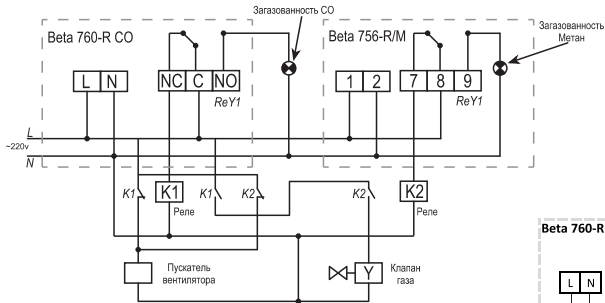 Загазованность CO
Загазованность
Метан
Beta 760-R CO
Beta 756-R/M
L N
NC C NO
ReY1
1 2
7 8 9
ReY1
L
~220v
N
K1
K1
Реле
K1
K2
K2
K2
Реле
Пускатель
вентилятора
Y
Клапан
газа
Beta 760-R
L N